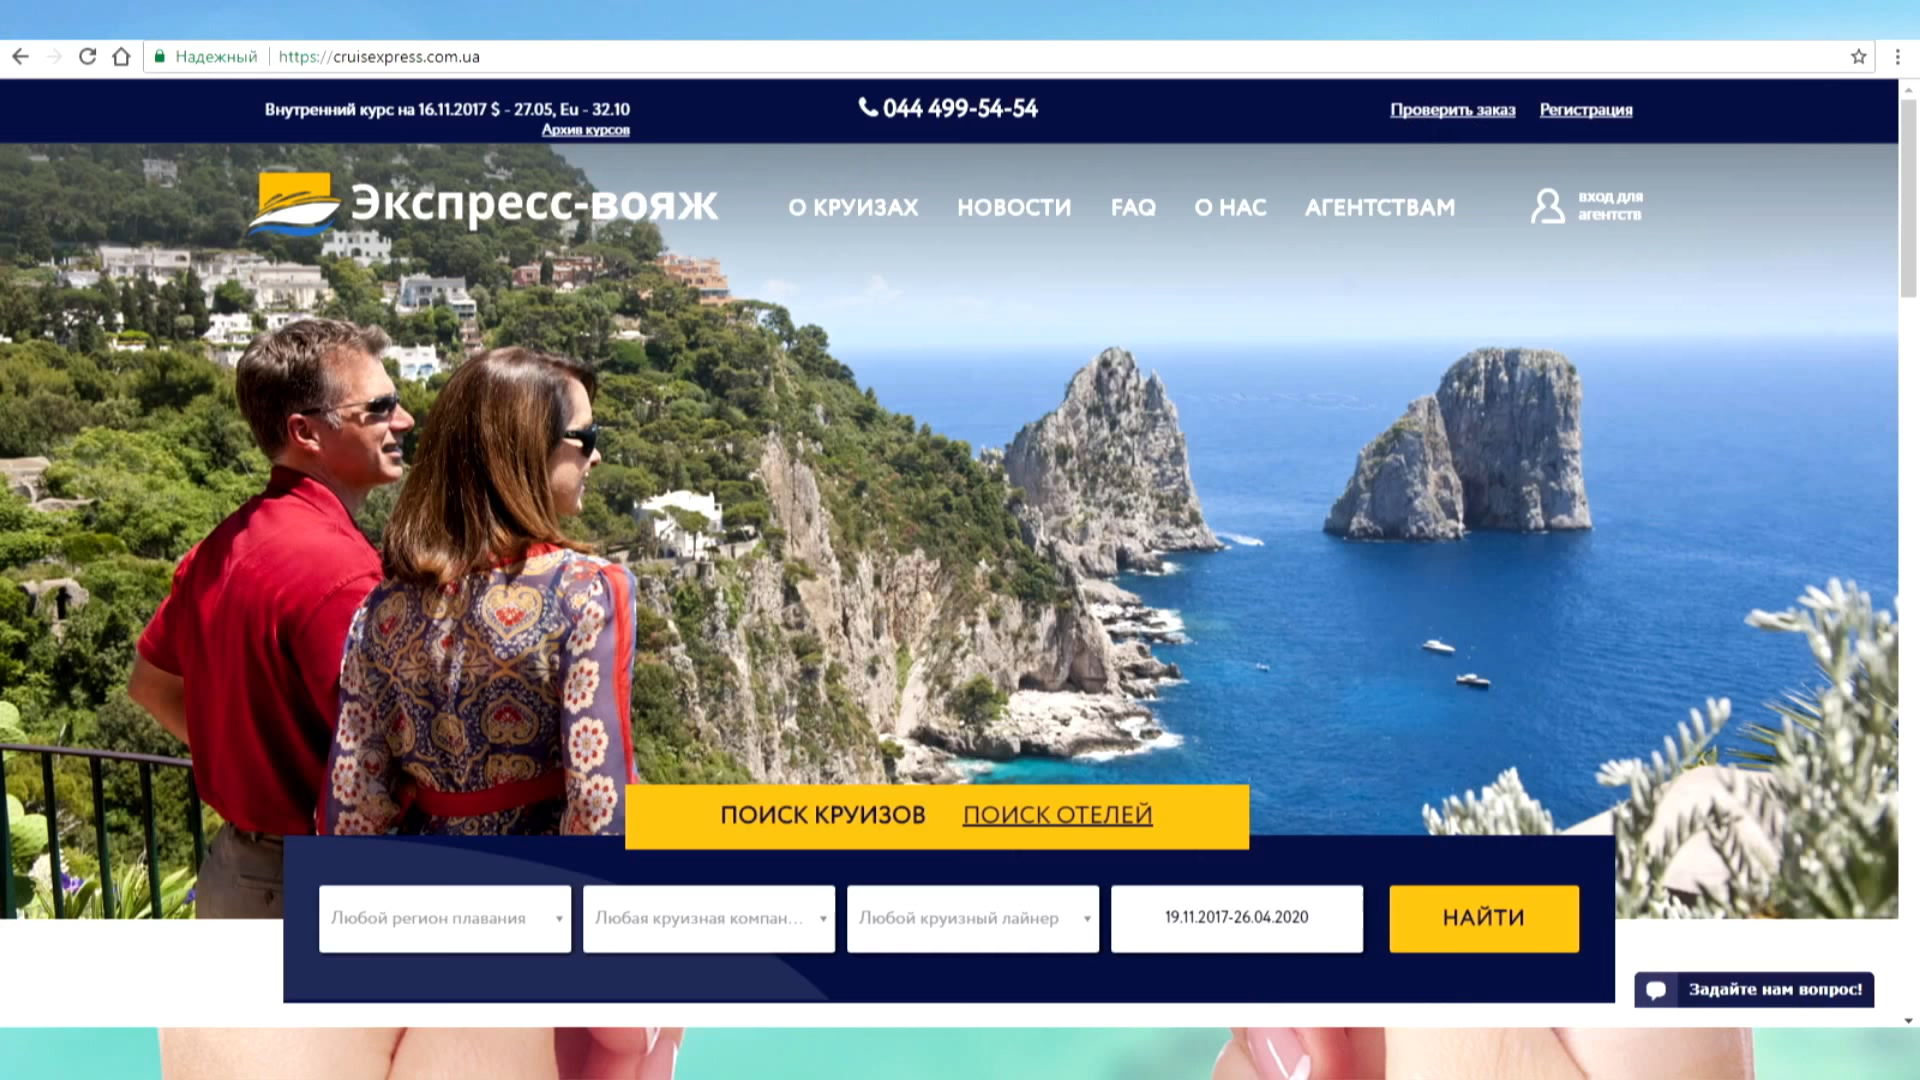 Надежный https://cruisexpress.com.ua
Внутренний курс на 16.11.2017 $ - 27.05, Eu - 32.10
Архив курсов
044 499-54-54
Проверить заказ Регистрация
Экспресс-вояж
О КРУИЗАХ НОВОСТИ FAQ О НАС АГЕНТСТВАМ
вход для
агентств
ПОИСК КРУИЗОВ ПОИСК ОТЕЛЕЙ
Любой регион плавания Любая круизная компан... Любой круизный лайнер 19.11.2017-26.04.2020 НАЙТИ
Задайте нам вопрос!